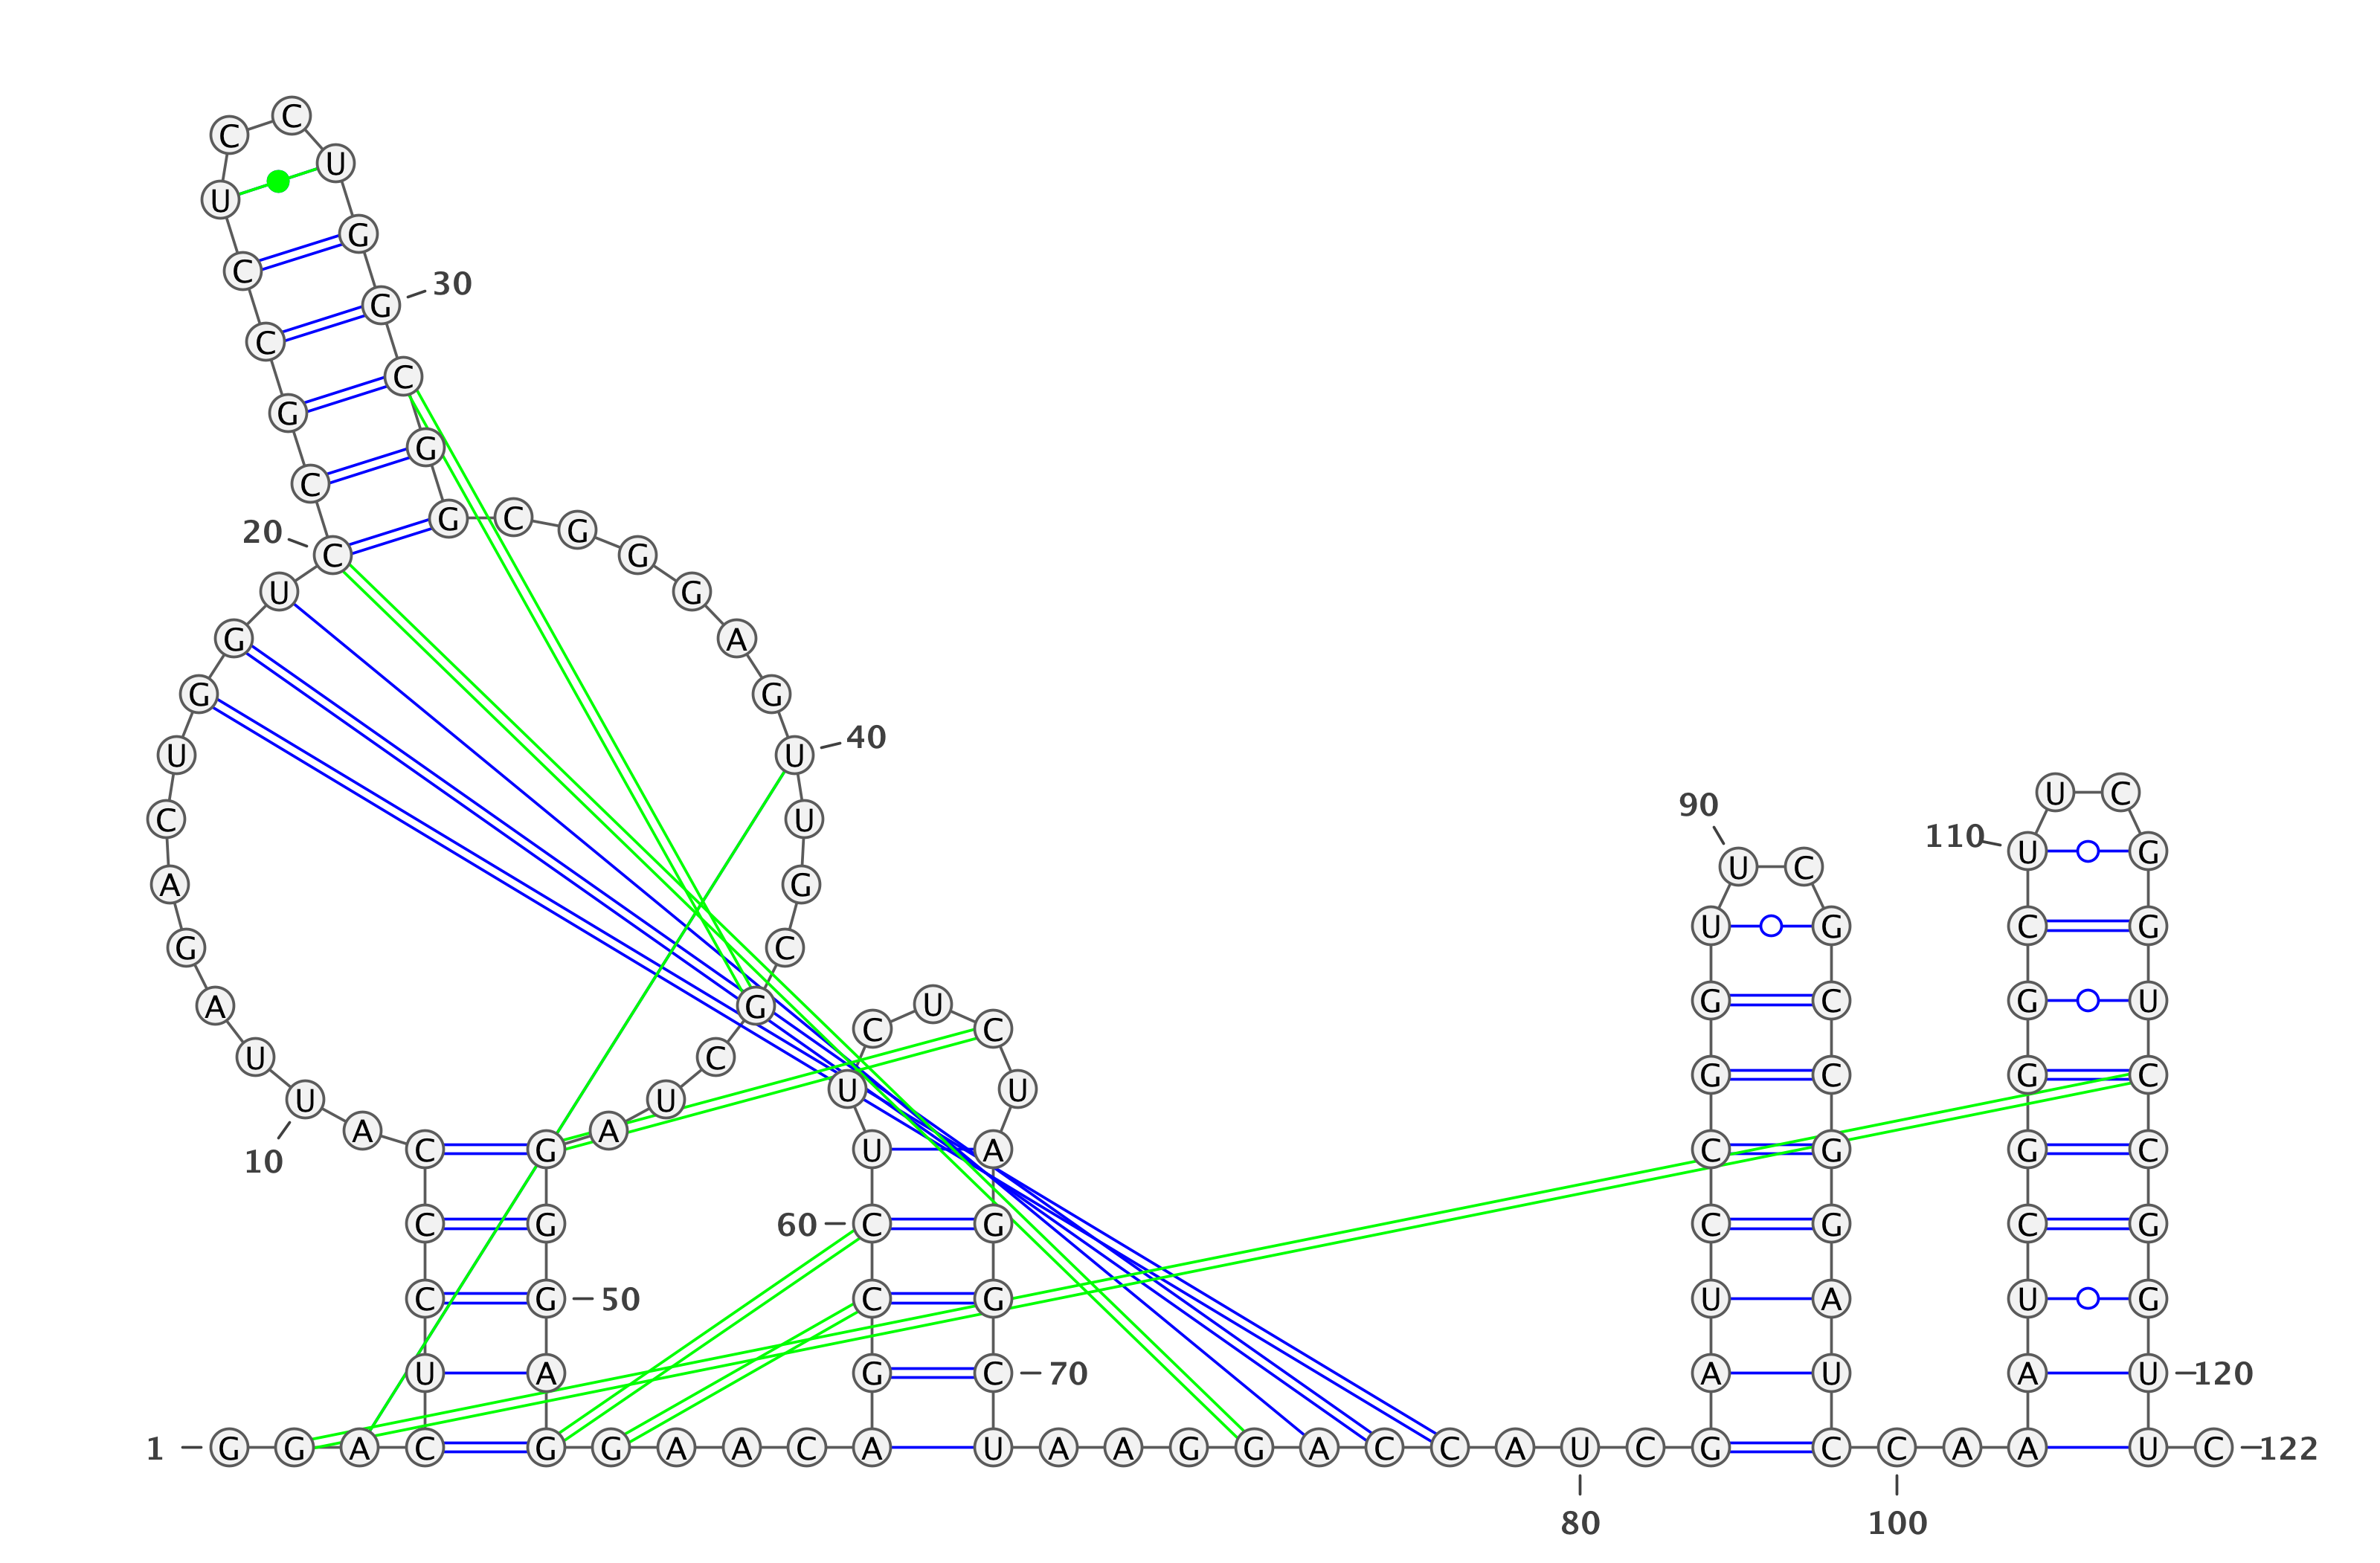 C
C
U
U
G
C
30
G
C
C
G
G
C
G C G
20 C G
U G
G A
G G
40
U U
U C
90
C U
110 U G
U C
A G
U G C G
G C
A G C U C G C G U
U C
U U U U G C G C
A C G A U A C G G C
10
C C G 60 C G C G C G
C G 50 C G U A U G
U A G C 70 A U A U 120
1 G G A C G G A A C A U A A G G A C C A U C G C C A A U C 122
80 100